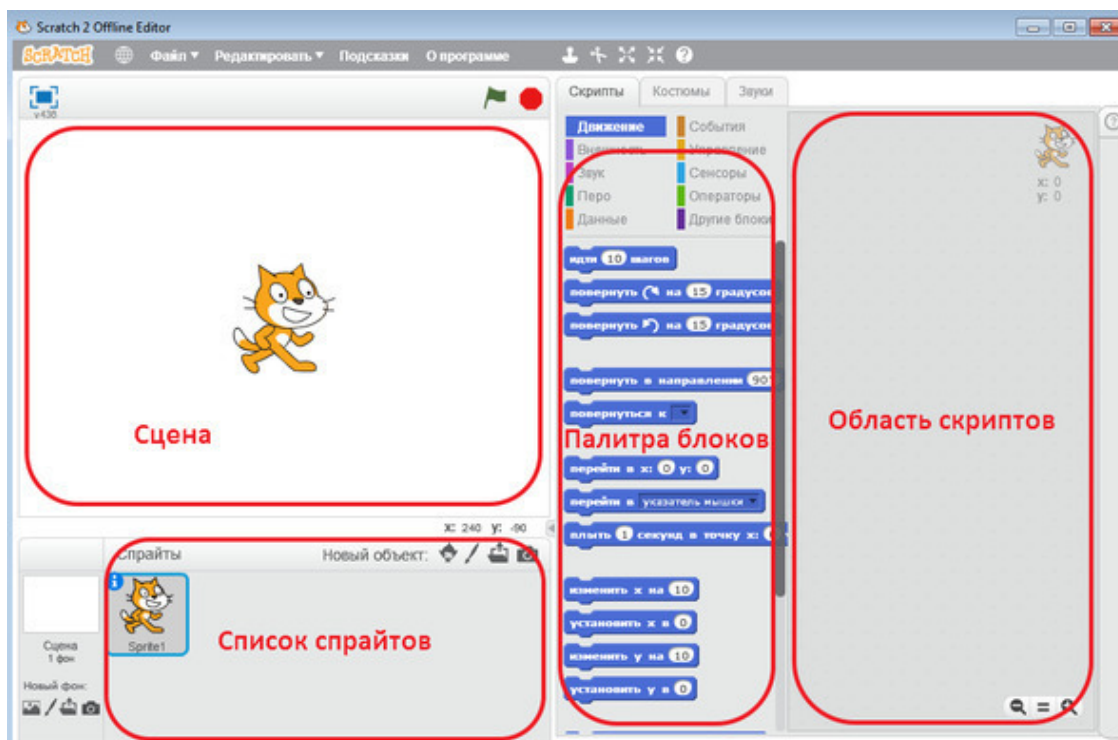 Scratch 2 Offline Editor
SCRATCH Файл Редактировать Подсказки О программе
v438
Скрипты Костюмы Звуки
Движение События
Внешность Управление
Звук Сенсоры
Перо Операторы
Данные Другие блоки
x: 0
y: 0
идти 10 шагов
повернуть на 15 градусов
повернуть на 15 градусов
повернуть в направлении 90
повернуться к
Сцена
Палитра блоков
Область скриптов
перейти в x: 0 y: 0
перейти в указатель мышки
плыть 1 секунд в точку x: 0
изменить x на 10
установить x в 0
изменить y на 10
установить y в 0
x: 240 y: -90
Спрайты Новый объект:
Sprite1
Список спрайтов
Сцена
1 фон
Новый фон: